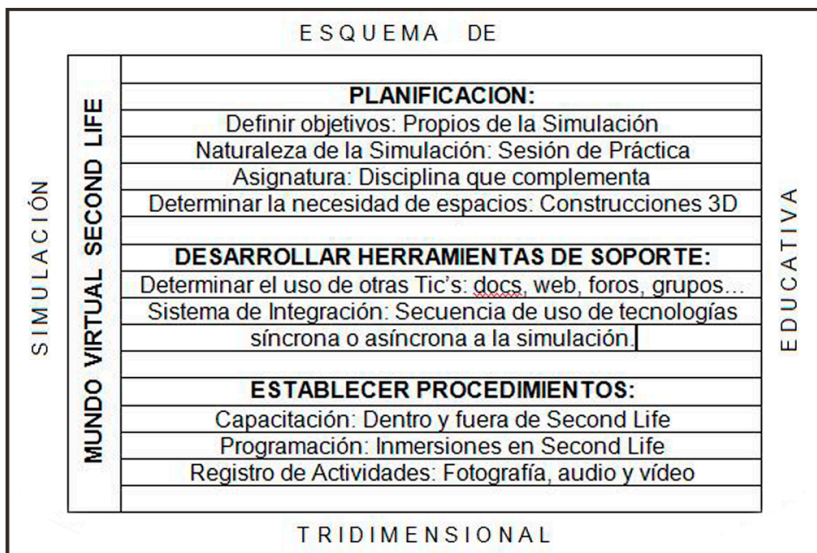 ESQUEMA DE
SIMULACIÓN
MUNDO VIRTUAL SECOND LIFE
PLANIFICACION:
Definir objetivos: Propios de la Simulación
Naturaleza de la Simulación: Sesión de Práctica
Asignatura: Disciplina que complementa
Determinar la necesidad de espacios: Construcciones 3D
DESARROLLAR HERRAMIENTAS DE SOPORTE:
Determinar el uso de otras Tic's: docs, web, foros, grupos...
Sistema de Integración: Secuencia de uso de tecnologías
síncrona o asíncrona a la simulación.
ESTABLECER PROCEDIMIENTOS:
Capacitación: Dentro y fuera de Second Life
Programación: Inmersiones en Second Life
Registro de Actividades: Fotografía, audio y vídeo
EDUCATIVA
TRIDIMENSIONAL